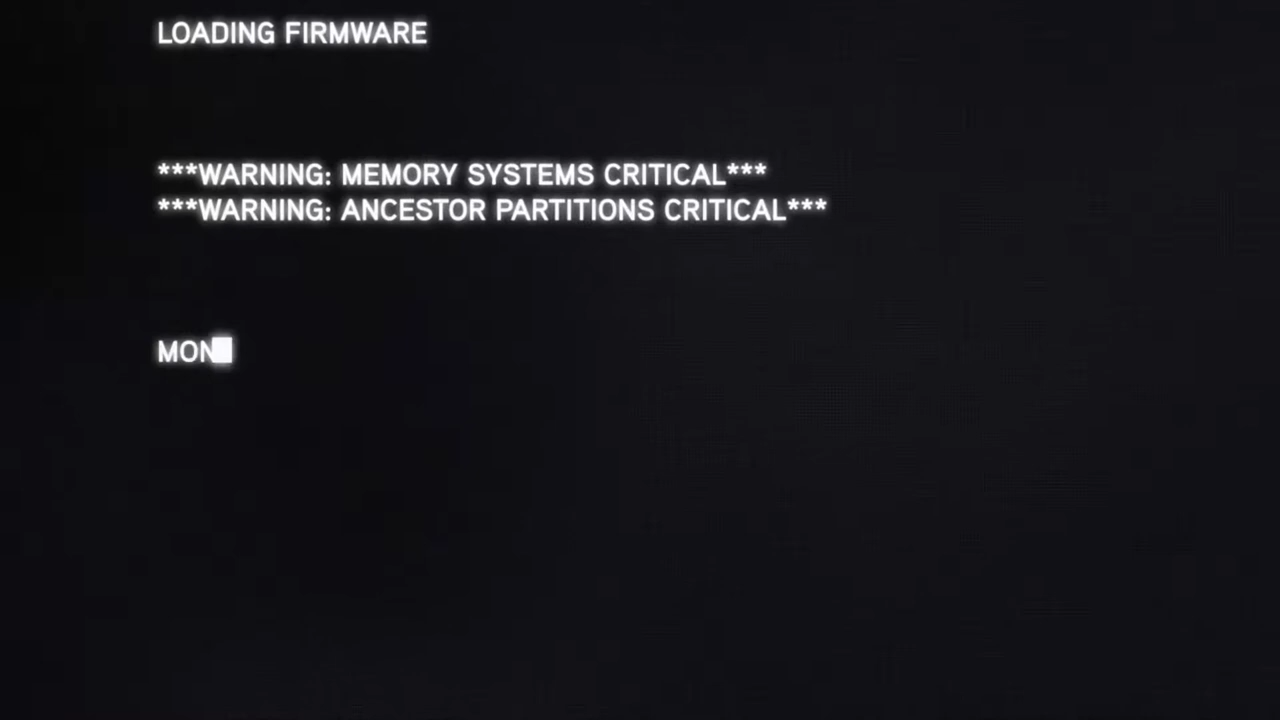 LOADING FIRMWARE
***WARNING: MEMORY SYSTEMS CRITICAL***
***WARNING: ANCESTOR PARTITIONS CRITICAL***
MON